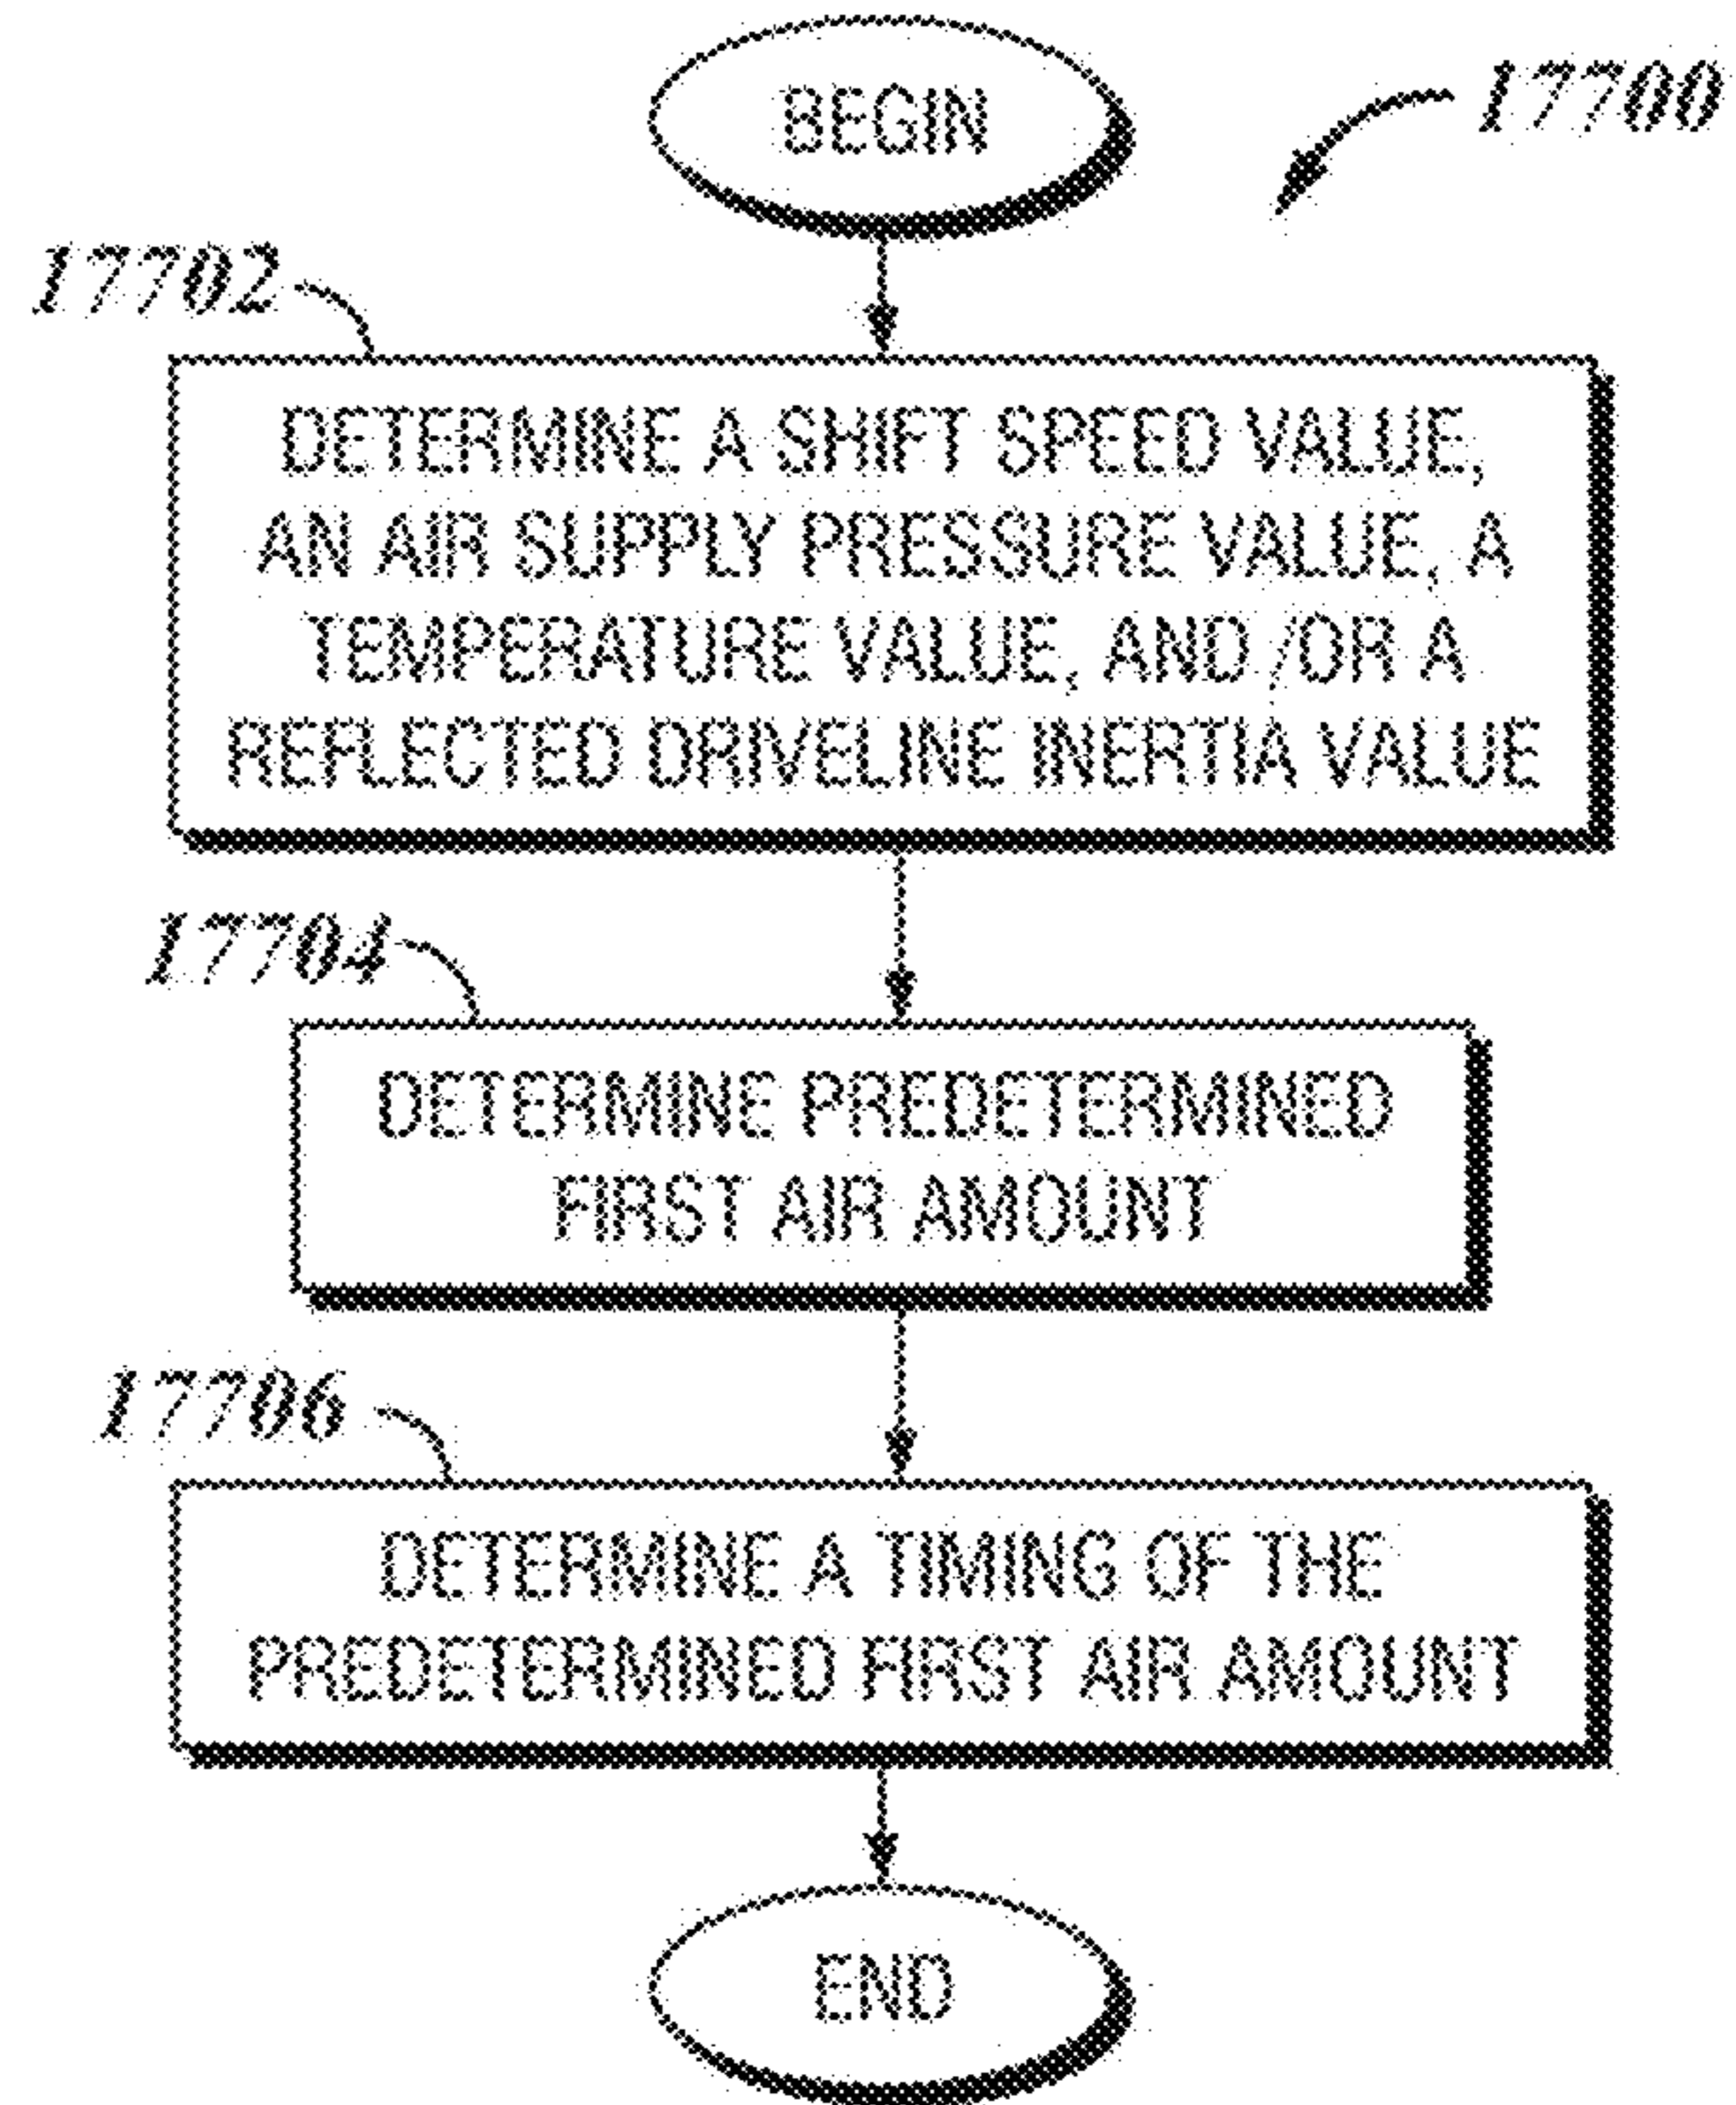 BEGIN
17700
17702
DETERMINE A SHIFT SPEED VALUE,
AN AIR SUPPLY PRESSURE VALUE, A
TEMPERATURE VALUE, AND /OR A
REFLECTED DRIVELINE INERTIA VALUE
17704
DETERMINE PREDETERMINED
FIRST AIR AMOUNT
17706
DETERMINE A TIMING OF THE
PREDETERMINED FIRST AIR AMOUNT
END